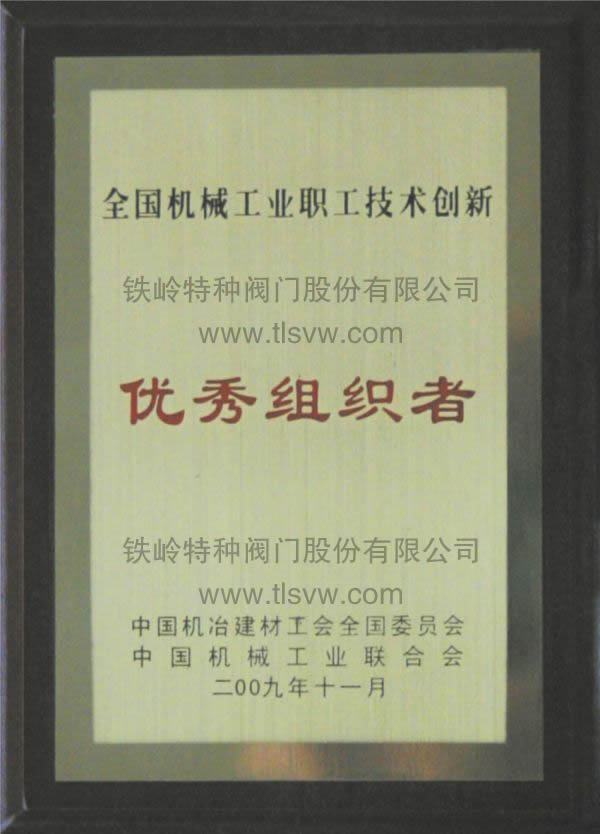 全国机械工业职工技术创新
铁岭特种阀门股份有限公司
www.tlsvw.com
优秀组织者
铁岭特种阀门股份有限公司
www.tlsvw.com
中国机冶建材工会全国委员会
中国机械工业联合会
二00九年十一月